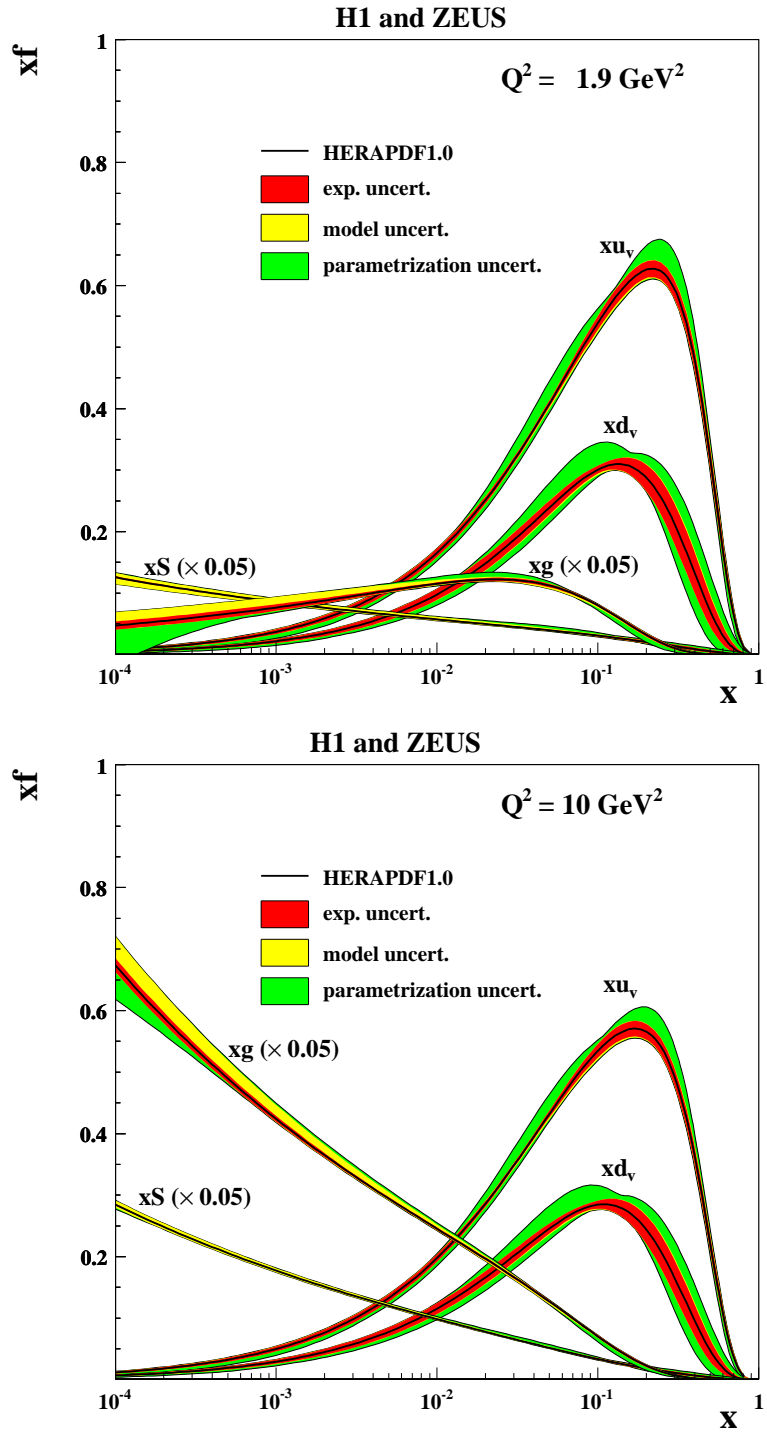 H1 and ZEUS
xf
1
Q² = 1.9 GeV²
0.8
HERAPDF1.0
exp. uncert.
model uncert.
parametrization uncert.
xuᵥ
0.6
0.4
xdᵥ
0.2
xS (× 0.05)
xg (× 0.05)
10⁻⁴ 10⁻³ 10⁻² 10⁻¹ 1
x
H1 and ZEUS
xf
1
Q² = 10 GeV²
0.8
HERAPDF1.0
exp. uncert.
model uncert.
parametrization uncert.
xuᵥ
0.6
xg (× 0.05)
0.4
xdᵥ
xS (× 0.05)
0.2
10⁻⁴ 10⁻³ 10⁻² 10⁻¹ 1
x